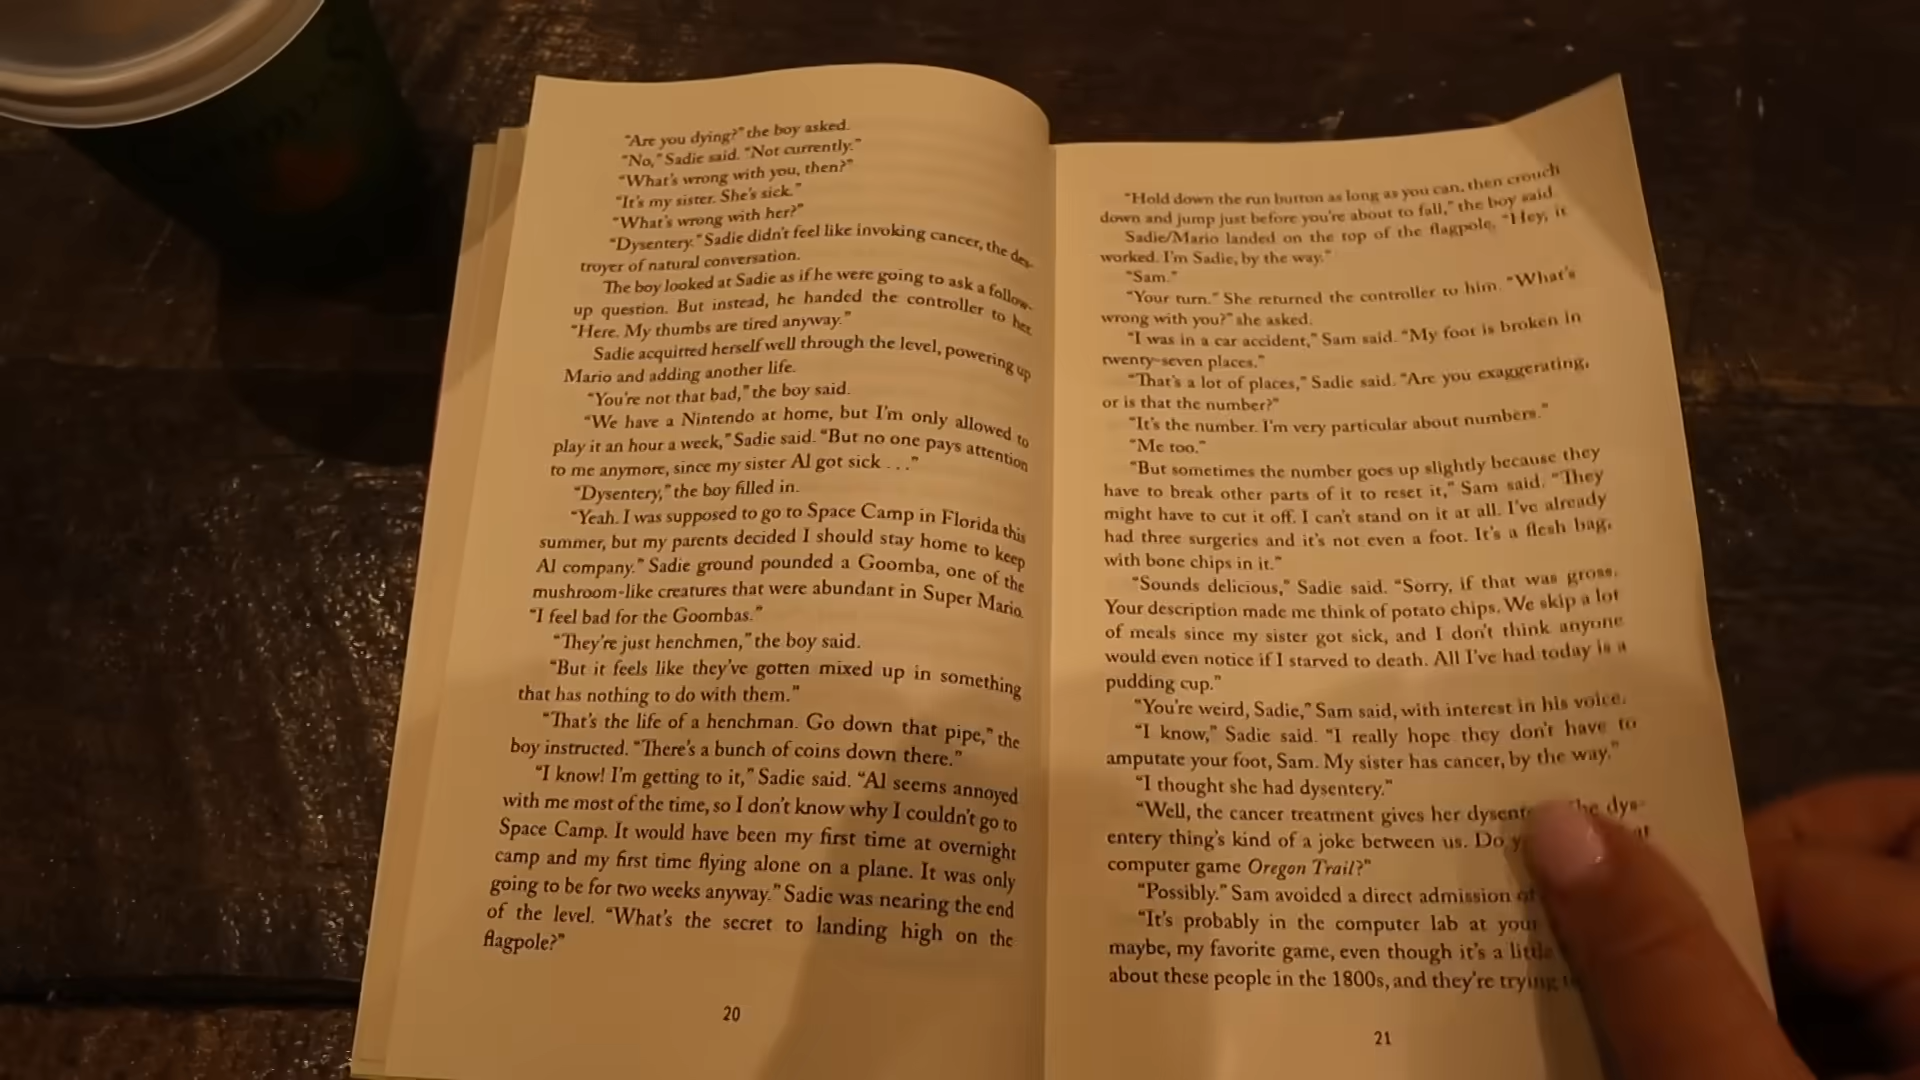 “Are you dying?” the boy asked.
“No,” Sadie said. “Not currently.”
“What’s wrong with you, then?”
“It’s my sister. She’s sick.”
“What’s wrong with her?”
“Dysentery.” Sadie didn’t feel like invoking cancer, the des-
troyer of natural conversation.
The boy looked at Sadie as if he were going to ask a follow-
up question. But instead, he handed the controller to her.
“Here. My thumbs are tired anyway.”
Sadie acquitted herself well through the level, powering up
Mario and adding another life.
“You’re not that bad,” the boy said.
“We have a Nintendo at home, but I’m only allowed to
play it an hour a week,” Sadie said. “But no one pays attention
to me anymore, since my sister Al got sick . . .”
“Dysentery,” the boy filled in.
“Yeah. I was supposed to go to Space Camp in Florida this
summer, but my parents decided I should stay home to keep
Al company.” Sadie ground pounded a Goomba, one of the
mushroom-like creatures that were abundant in Super Mario.
“I feel bad for the Goombas.”
“They’re just henchmen,” the boy said.
“But it feels like they’ve gotten mixed up in something
that has nothing to do with them.”
“That’s the life of a henchman. Go down that pipe,” the
boy instructed. “There’s a bunch of coins down there.”
“I know! I’m getting to it,” Sadie said. “Al seems annoyed
with me most of the time, so I don’t know why I couldn’t go to
Space Camp. It would have been my first time at overnight
camp and my first time flying alone on a plane. It was only
going to be for two weeks anyway.” Sadie was nearing the end
of the level. “What’s the secret to landing high on the
flagpole?”
20
“Hold down the run button as long as you can, then crouch
down and jump just before you’re about to fall,” the boy said.
Sadie/Mario landed on the top of the flagpole. “Hey, it
worked. I’m Sadie, by the way.”
“Sam.”
“Your turn.” She returned the controller to him. “What’s
wrong with you?” she asked.
“I was in a car accident,” Sam said. “My foot is broken in
twenty-seven places.”
“That’s a lot of places,” Sadie said. “Are you exaggerating,
or is that the number?”
“It’s the number. I’m very particular about numbers.”
“Me too.”
“But sometimes the number goes up slightly because they
have to break other parts of it to reset it,” Sam said. “They
might have to cut it off. I can’t stand on it at all. I’ve already
had three surgeries and it’s not even a foot. It’s a flesh bag,
with bone chips in it.”
“Sounds delicious,” Sadie said. “Sorry, if that was gross.
Your description made me think of potato chips. We skip a lot
of meals since my sister got sick, and I don’t think anyone
would even notice if I starved to death. All I’ve had today is a
pudding cup.”
“You’re weird, Sadie,” Sam said, with interest in his voice.
“I know,” Sadie said. “I really hope they don’t have to
amputate your foot, Sam. My sister has cancer, by the way.”
“I thought she had dysentery.”
“Well, the cancer treatment gives her dys-
entery thing’s kind of a joke between us. Do
computer game Oregon Trail?”
“Possibly.” Sam avoided a direct admission of
“It’s probably in the computer lab at your
maybe, my favorite game, even though it’s a little
about these people in the 1800s, and they’re trying
21